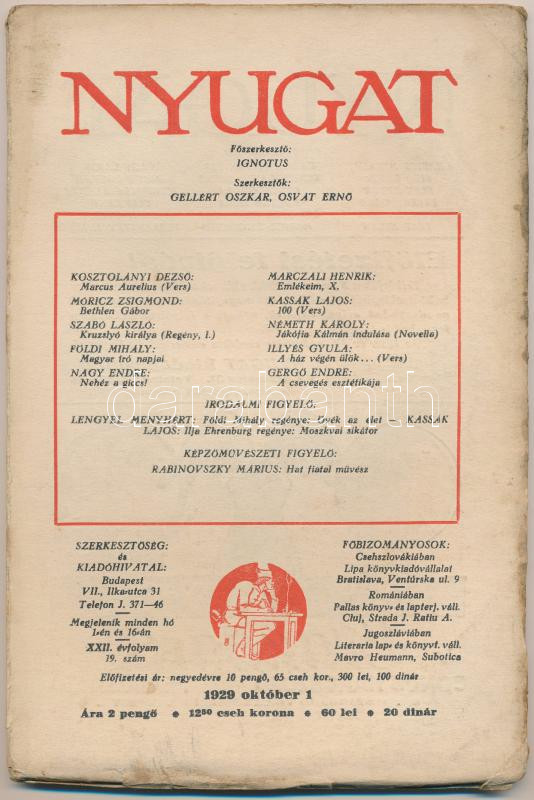 NYUGAT
Főszerkesztó:
IGNOTUS
Szerkesztők:
GELLÉRT OSZKÁR, OSVÁT ERNŐ
KOSZTOLÁNYI DEZSŐ:
Marcus Aurelius (Vers)
MÓRICZ ZSIGMOND:
Bethlen Gábor
SZABÓ LÁSZLÓ:
Kruzslyó királya (Regény, I.)
FÖLDI MIHÁLY:
Magyar író napjai
NAGY ENDRE:
Nehéz a giccs!
MARCZALI HENRIK:
Emlékeim, X.
KASSÁK LAJOS:
100 (Vers)
NÉMETH KÁROLY:
Jákófia Kálmán indulása (Novella)
ILLYÉS GYULA:
A ház végén ülök... (Vers)
GERGŐ ENDRE:
A csevegés esztétikája
IRODALMI FIGYELŐ:
LENGYEL MENYHÉRT: Földi Mihály regénye: Övék az élet — KASSÁK
LAJOS: Ilja Ehrenburg regénye: Moszkvai sikátor
KÉPZŐMŰVÉSZETI FIGYELŐ:
RABINOVSZKY MÁRIUS: Hat fiatal művész
darabanth
SZERKESZTŐSÉG:
és
KIADÓHIVATAL:
Budapest
VII., Ilka-utca 31
Telefon J. 371—46
Megjelenik minden hó
1-én és 16-án
XXII. évfolyam
19. szám
FŐBIZOMÁNYOSOK:
Csehszlovákiában
Lipa könyvkiadóvállalat
Bratislava, Ventúrska ul. 9
Romániában
Pallas könyv- és lapterj. váll.
Cluj, Strada J. Ratiu A.
Jugoszláviában
Literaria lap- és könyvt. váll.
Mavro Heumann, Subotica
Előfizetési ár: negyedévre 10 pengő, 65 cseh kor., 300 lei, 100 dinár
1929 október 1
Ára 2 pengő • 12⁵⁰ cseh korona • 60 lei • 20 dinár